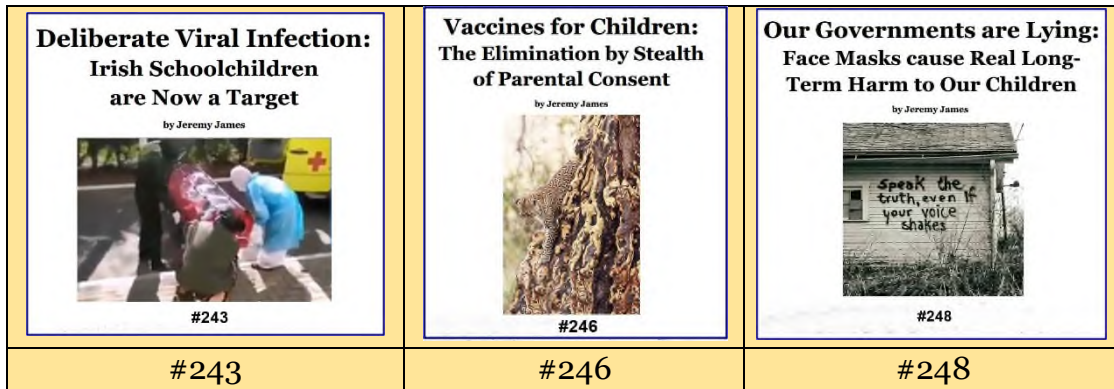 Deliberate Viral Infection:
Irish Schoolchildren
are Now a Target
by Jeremy James
#243
Vaccines for Children:
The Elimination by Stealth
of Parental Consent
by Jeremy James
#246
Our Governments are Lying:
Face Masks cause Real Long-
Term Harm to Our Children
by Jeremy James
speak the
truth, even if
your voice
shakes
#248
#243
#246
#248